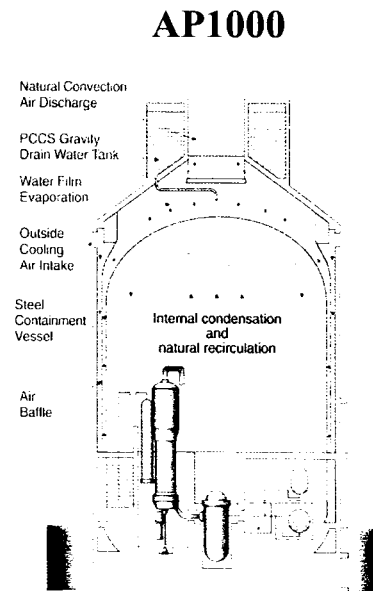 AP1000
Natural Convection
Air Discharge
PCCS Gravity
Drain Water Tank
Water Film
Evaporation
Outside
Cooling
Air Intake
Steel
Containment
Vessel
Internal condensation
and
natural recirculation
Air
Baffle